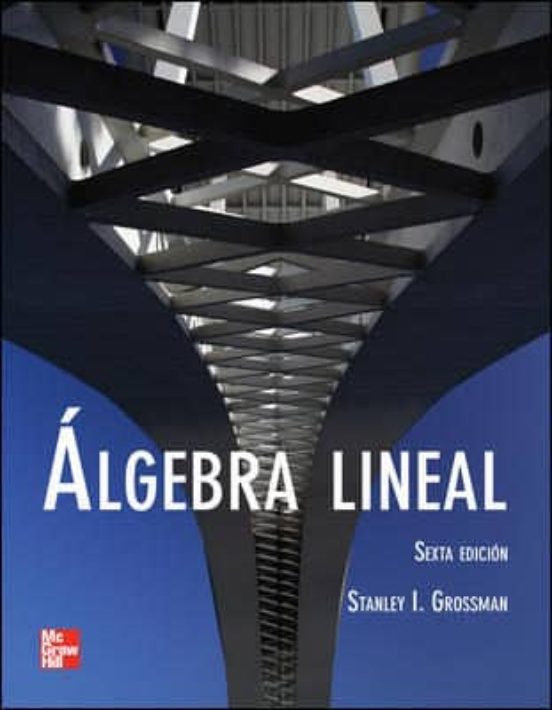 ÁLGEBRA LINEAL
SEXTA EDICIÓN
STANLEY I. GROSSMAN
Mc
Graw
Hill